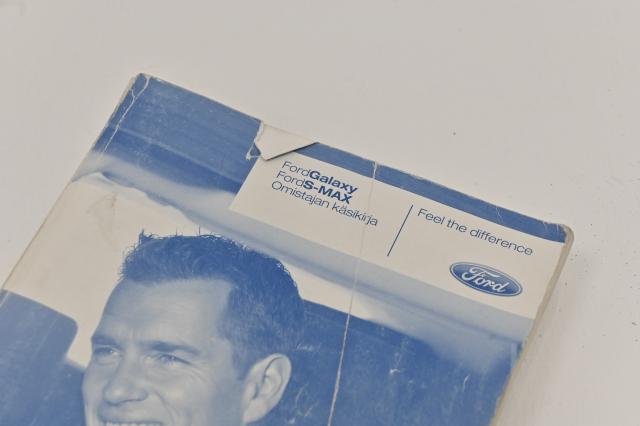 FordGalaxy
FordS-MAX
Omistajan käsikirja
Feel the difference
Ford